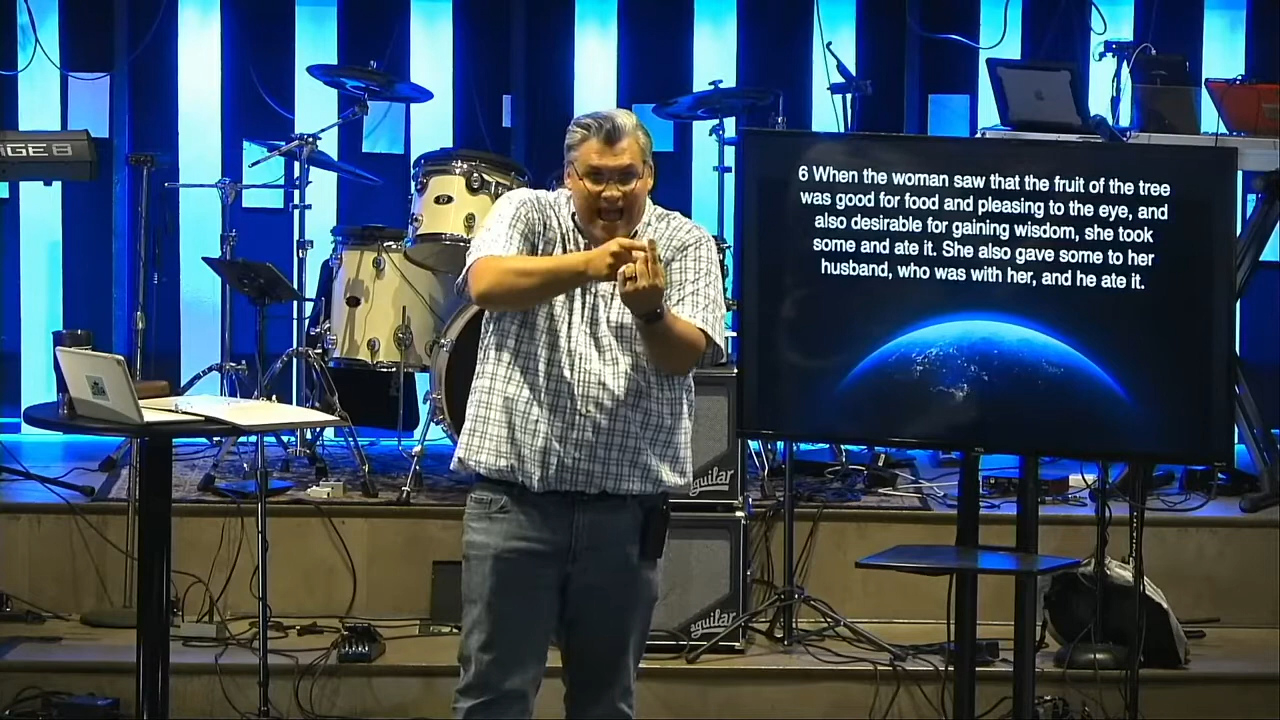 iGE 8
6 When the woman saw that the fruit of the tree
was good for food and pleasing to the eye, and
also desirable for gaining wisdom, she took
some and ate it. She also gave some to her
husband, who was with her, and he ate it.
aguilar
aguilar